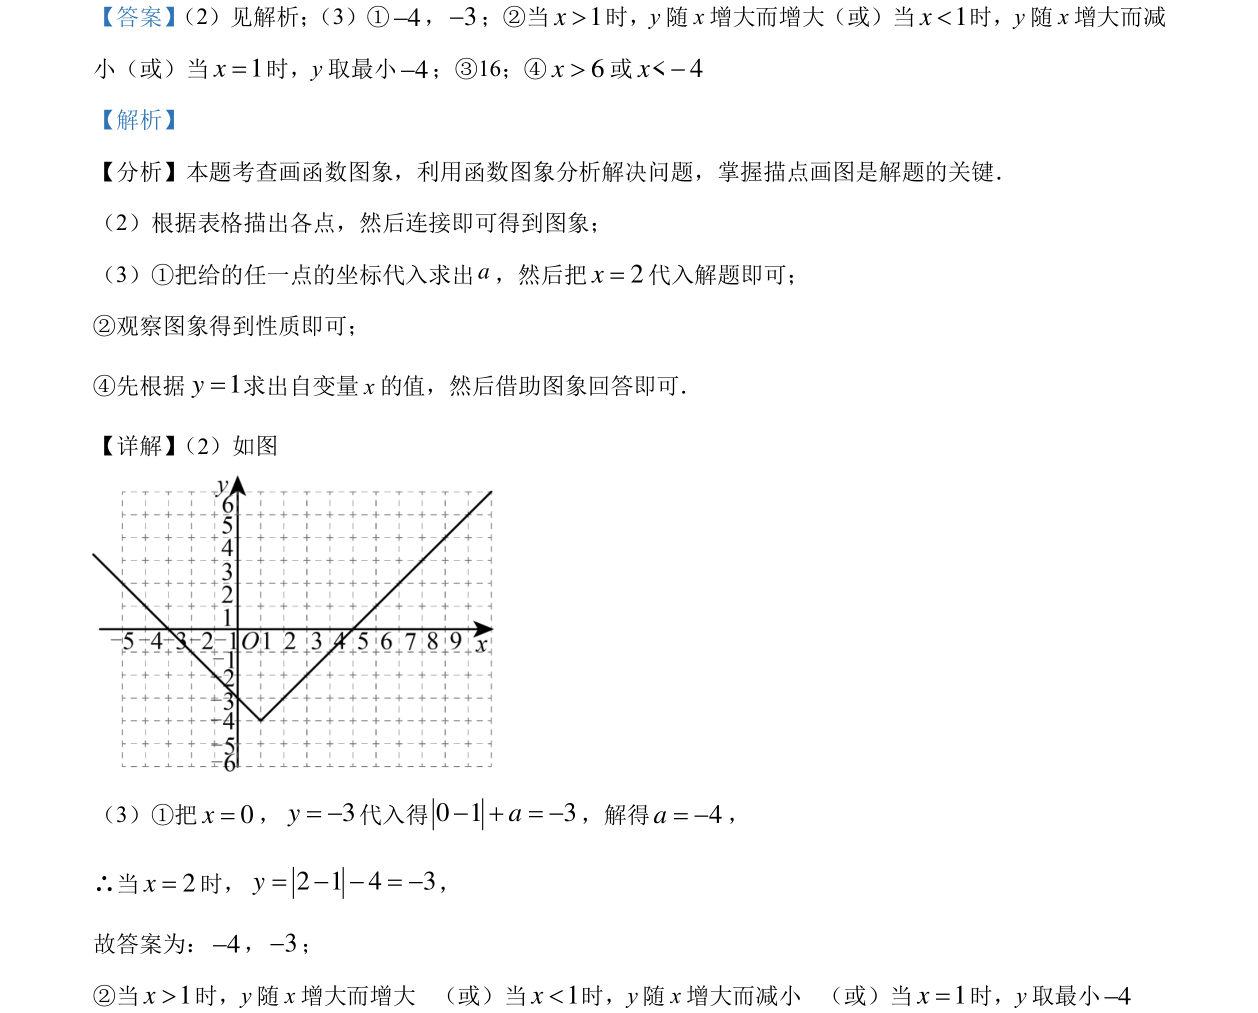 【答案】（2）见解析；（3）①−4，−3；②当x>1时，y随x增大而增大（或）当x<1时，y随x增大而减
小（或）当x=1时，y取最小−4；③16；④x>6或x<−4
【解析】
【分析】本题考查画函数图象，利用函数图象分析解决问题，掌握描点画图是解题的关键．
（2）根据表格描出各点，然后连接即可得到图象；
（3）①把给的任一点的坐标代入求出a，然后把x=2代入解题即可；
②观察图象得到性质即可；
④先根据y=1求出自变量x的值，然后借助图象回答即可．
【详解】（2）如图
y
6
5
4
3
2
1
−5 −4 −3 −2 −1 O 1 2 3 4 5 6 7 8 9 x
−1
−2
−3
−4
−5
−6
（3）①把x=0，y=−3代入得|0−1|+a=−3，解得a=−4，
∴当x=2时，y=|2−1|−4=−3，
故答案为：−4，−3；
②当x>1时，y随x增大而增大 （或）当x<1时，y随x增大而减小 （或）当x=1时，y取最小−4